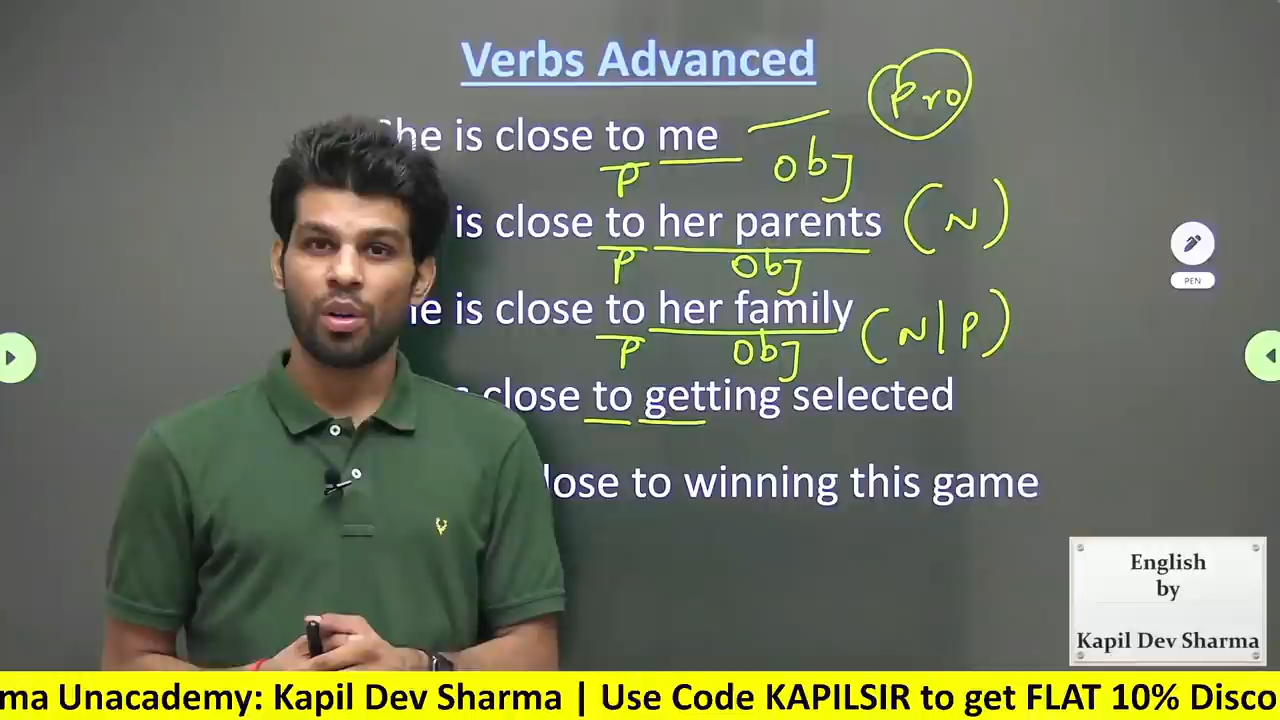 Verbs Advanced
Pro
he is close to me
P Obj
is close to her parents (N)
P Obj
e is close to her family (N/P)
P Obj
s close to getting selected
lose to winning this game
PEN
English
by
Kapil Dev Sharma
ma Unacademy: Kapil Dev Sharma | Use Code KAPILSIR to get FLAT 10% Disco